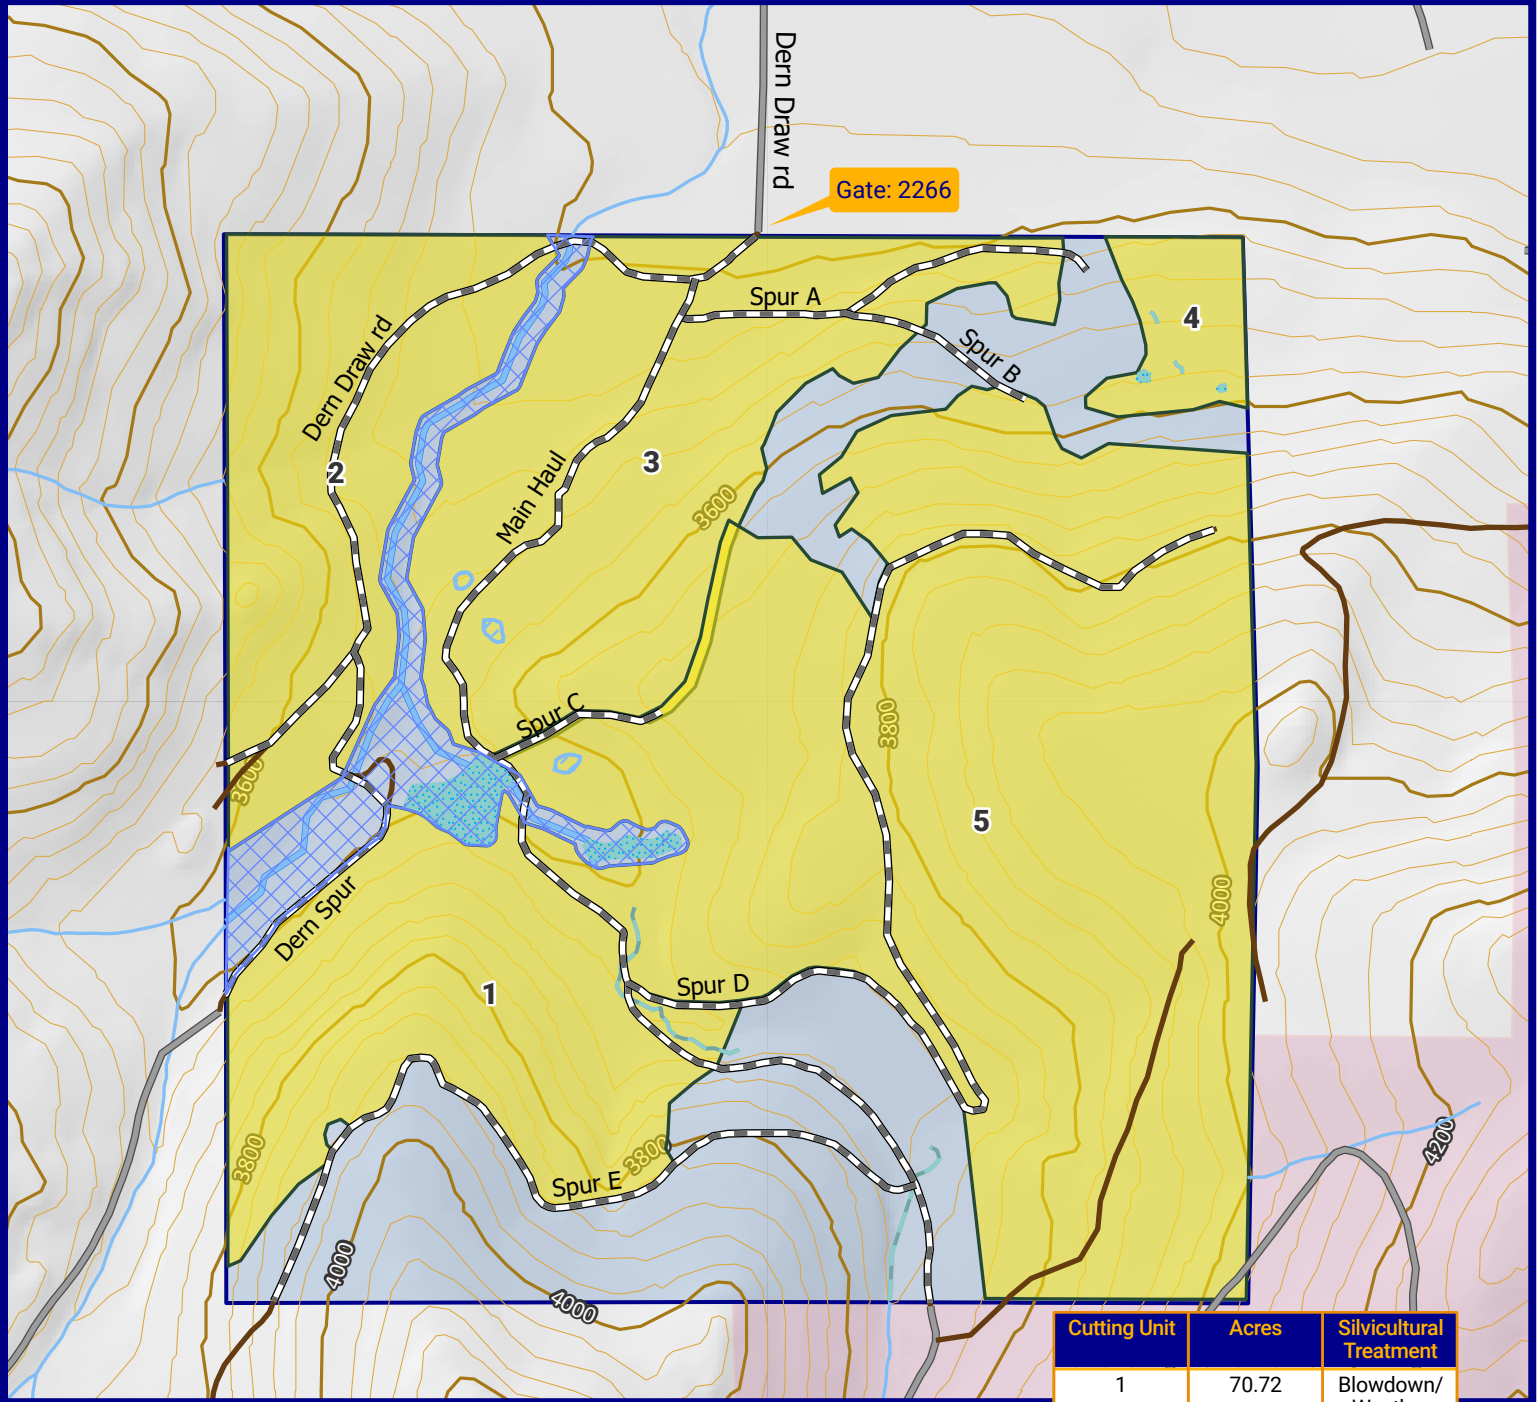 Dern Draw rd
Gate: 2266
Spur A
4
Spur B
Dern Draw rd
2
3
Main Haul
3600
Spur C
3800
3600
5
4000
Dern Spur
1
Spur D
3800
3800
4200
Spur E
4000
4000
Cutting Unit Acres Silvicultural
Treatment
1 70.72 Blowdown/